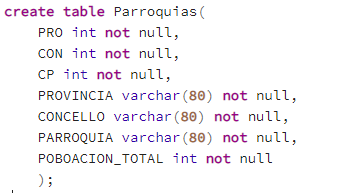 create table Parroquias(
PRO int not null,
CON int not null,
CP int not null,
PROVINCIA varchar(80) not null,
CONCELLO varchar(80) not null,
PARROQUIA varchar(80) not null,
POBOACION_TOTAL int not null
);